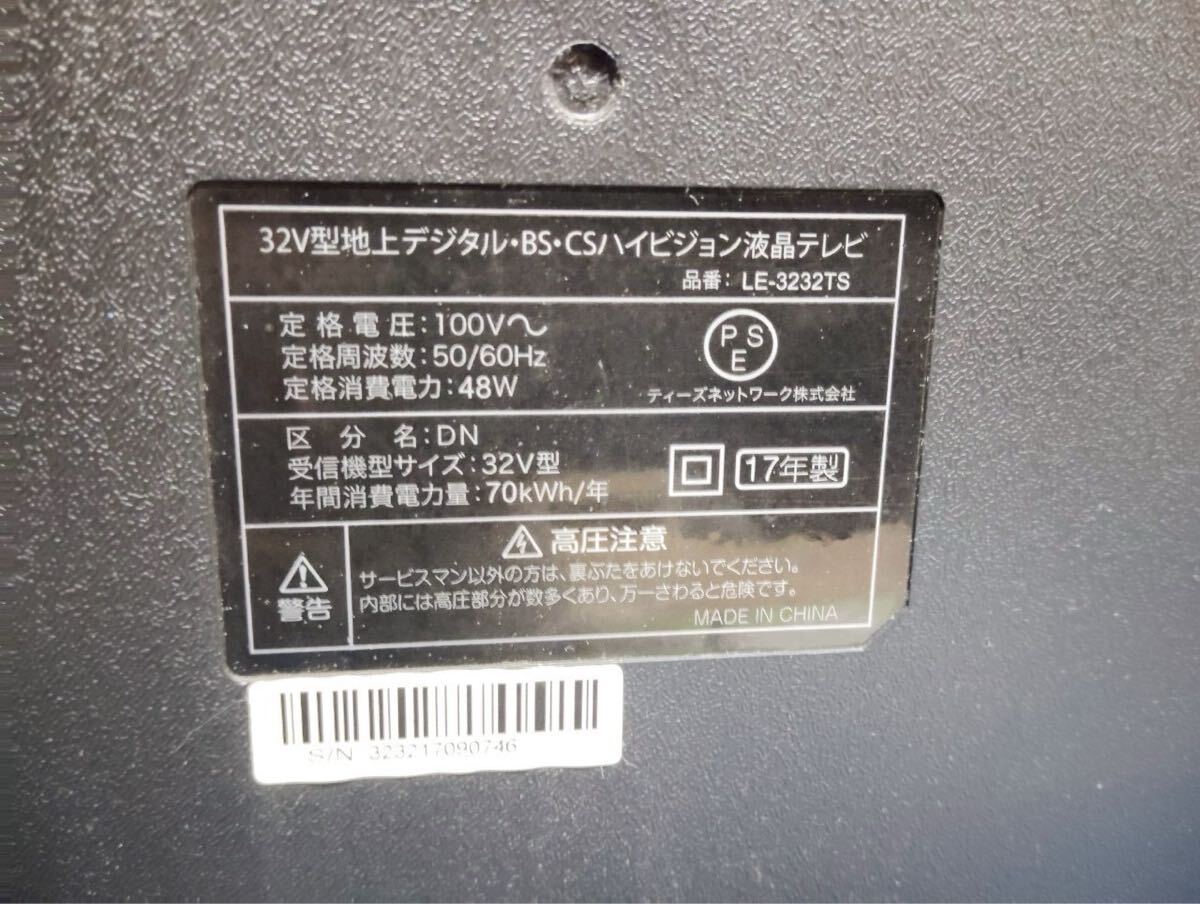 32V型地上デジタル・BS・CSハイビジョン液晶テレビ
品番： LE-3232TS
定格電圧：100V～
定格周波数：50/60Hz
定格消費電力：48W
PSE
ティーズネットワーク株式会社
区分名：DN
受信機型サイズ：32V型
年間消費電力量：70kWh/年
17年製
高圧注意
警告
サービスマン以外の方は、裏ぶたをあけないでください。
内部には高圧部分が数多くあり、万一さわると危険です。
MADE IN CHINA
S/N 323217090746